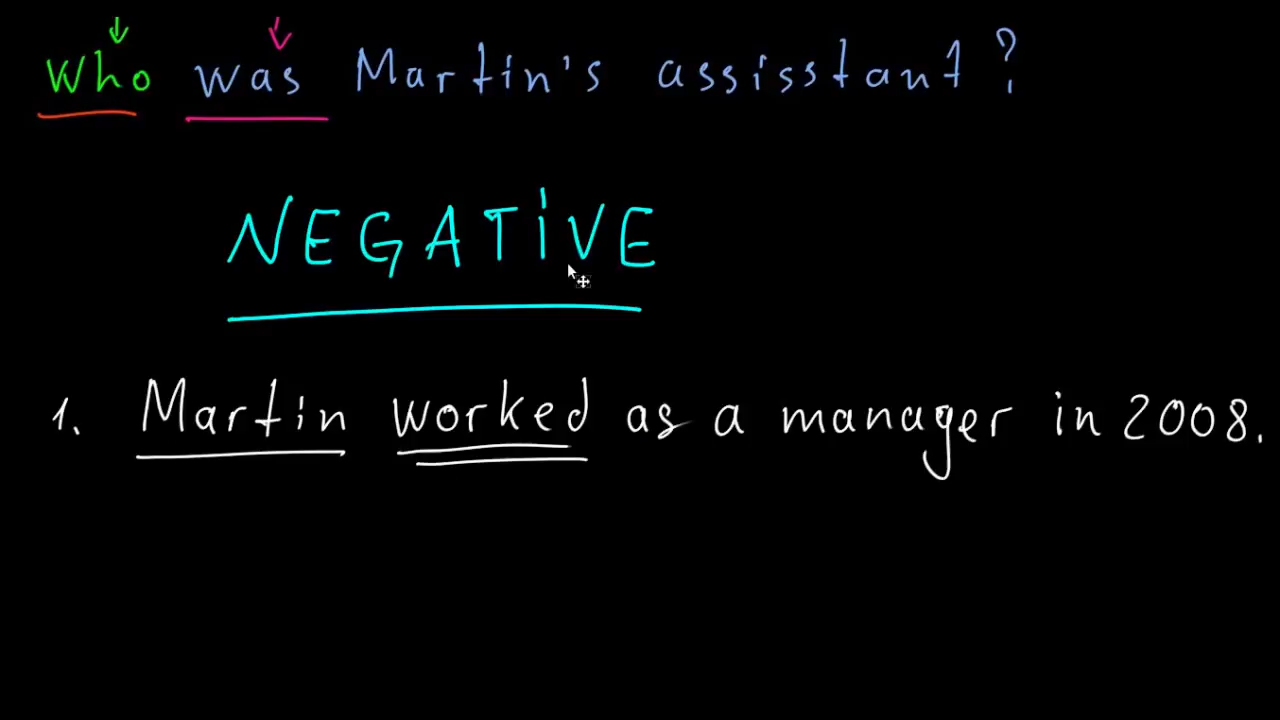 Who was Martin's assisstant?
NEGATIVE
1. Martin worked as a manager in 2008.